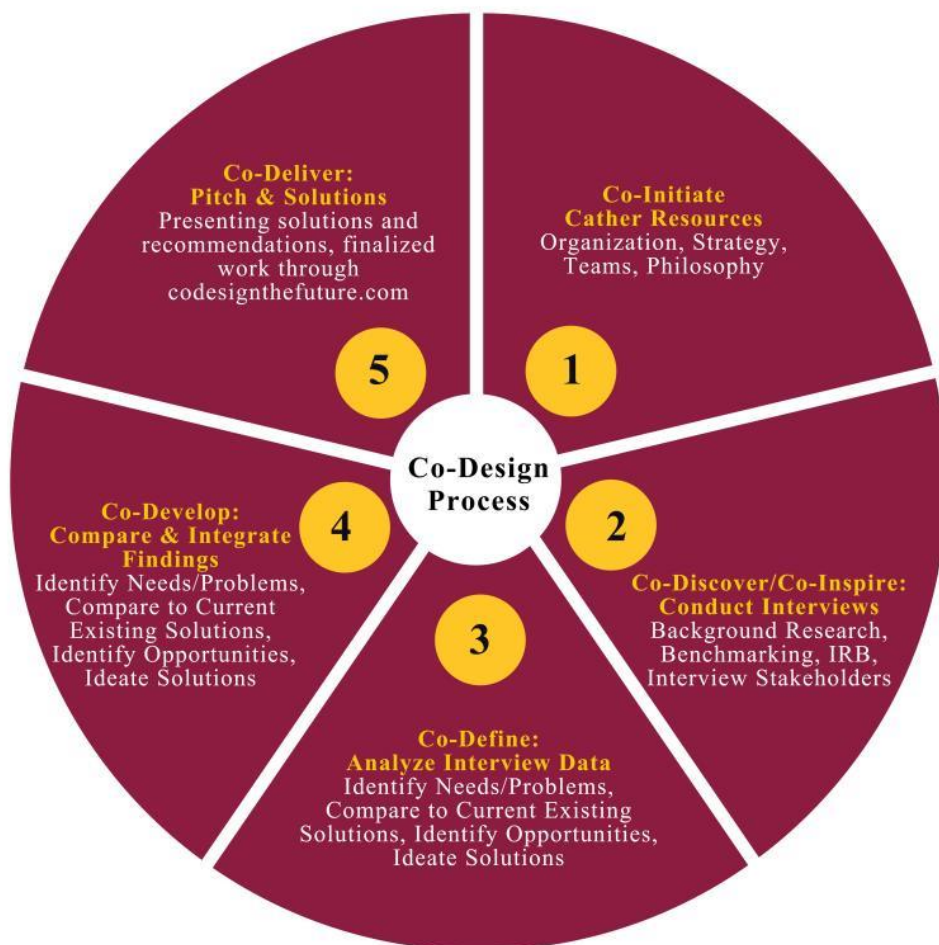 Co-Design
Process
1
Co-Initiate
Cather Resources
Organization, Strategy,
Teams, Philosophy
2
Co-Discover/Co-Inspire:
Conduct Interviews
Background Research,
Benchmarking, IRB,
Interview Stakeholders
3
Co-Define:
Analyze Interview Data
Identify Needs/Problems,
Compare to Current Existing
Solutions, Identify Opportunities,
Ideate Solutions
4
Co-Develop:
Compare & Integrate
Findings
Identify Needs/Problems,
Compare to Current
Existing Solutions,
Identify Opportunities,
Ideate Solutions
5
Co-Deliver:
Pitch & Solutions
Presenting solutions and
recommendations, finalized
work through
codesignthefuture.com